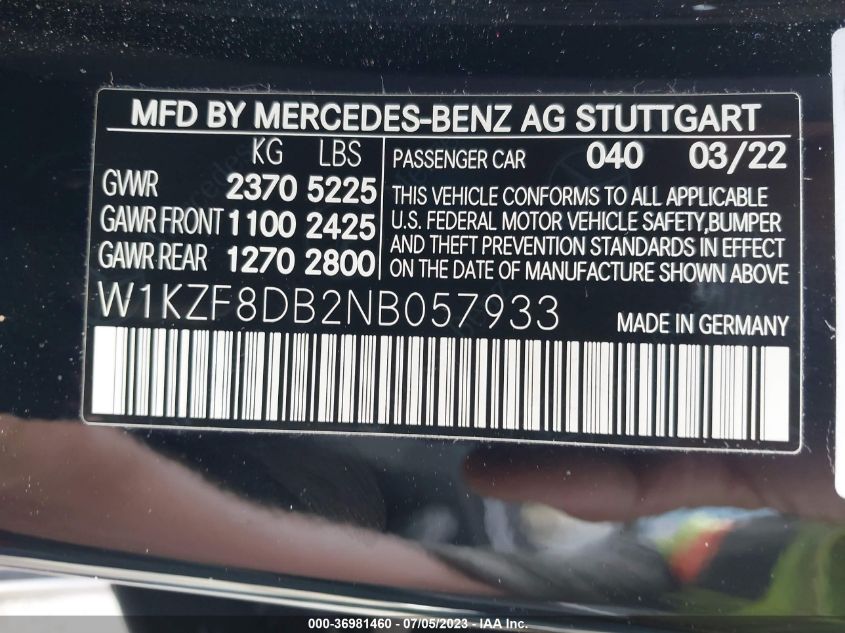 MFD BY MERCEDES-BENZ AG STUTTGART
KG LBS
GVWR 2370 5225
GAWR FRONT 1100 2425
GAWR REAR 1270 2800
PASSENGER CAR 040 03/22
THIS VEHICLE CONFORMS TO ALL APPLICABLE
U.S. FEDERAL MOTOR VEHICLE SAFETY,BUMPER
AND THEFT PREVENTION STANDARDS IN EFFECT
ON THE DATE OF MANUFACTURE SHOWN ABOVE
W1KZF8DB2NB057933
MADE IN GERMANY
000-36981460 - 07/05/2023 - IAA Inc.